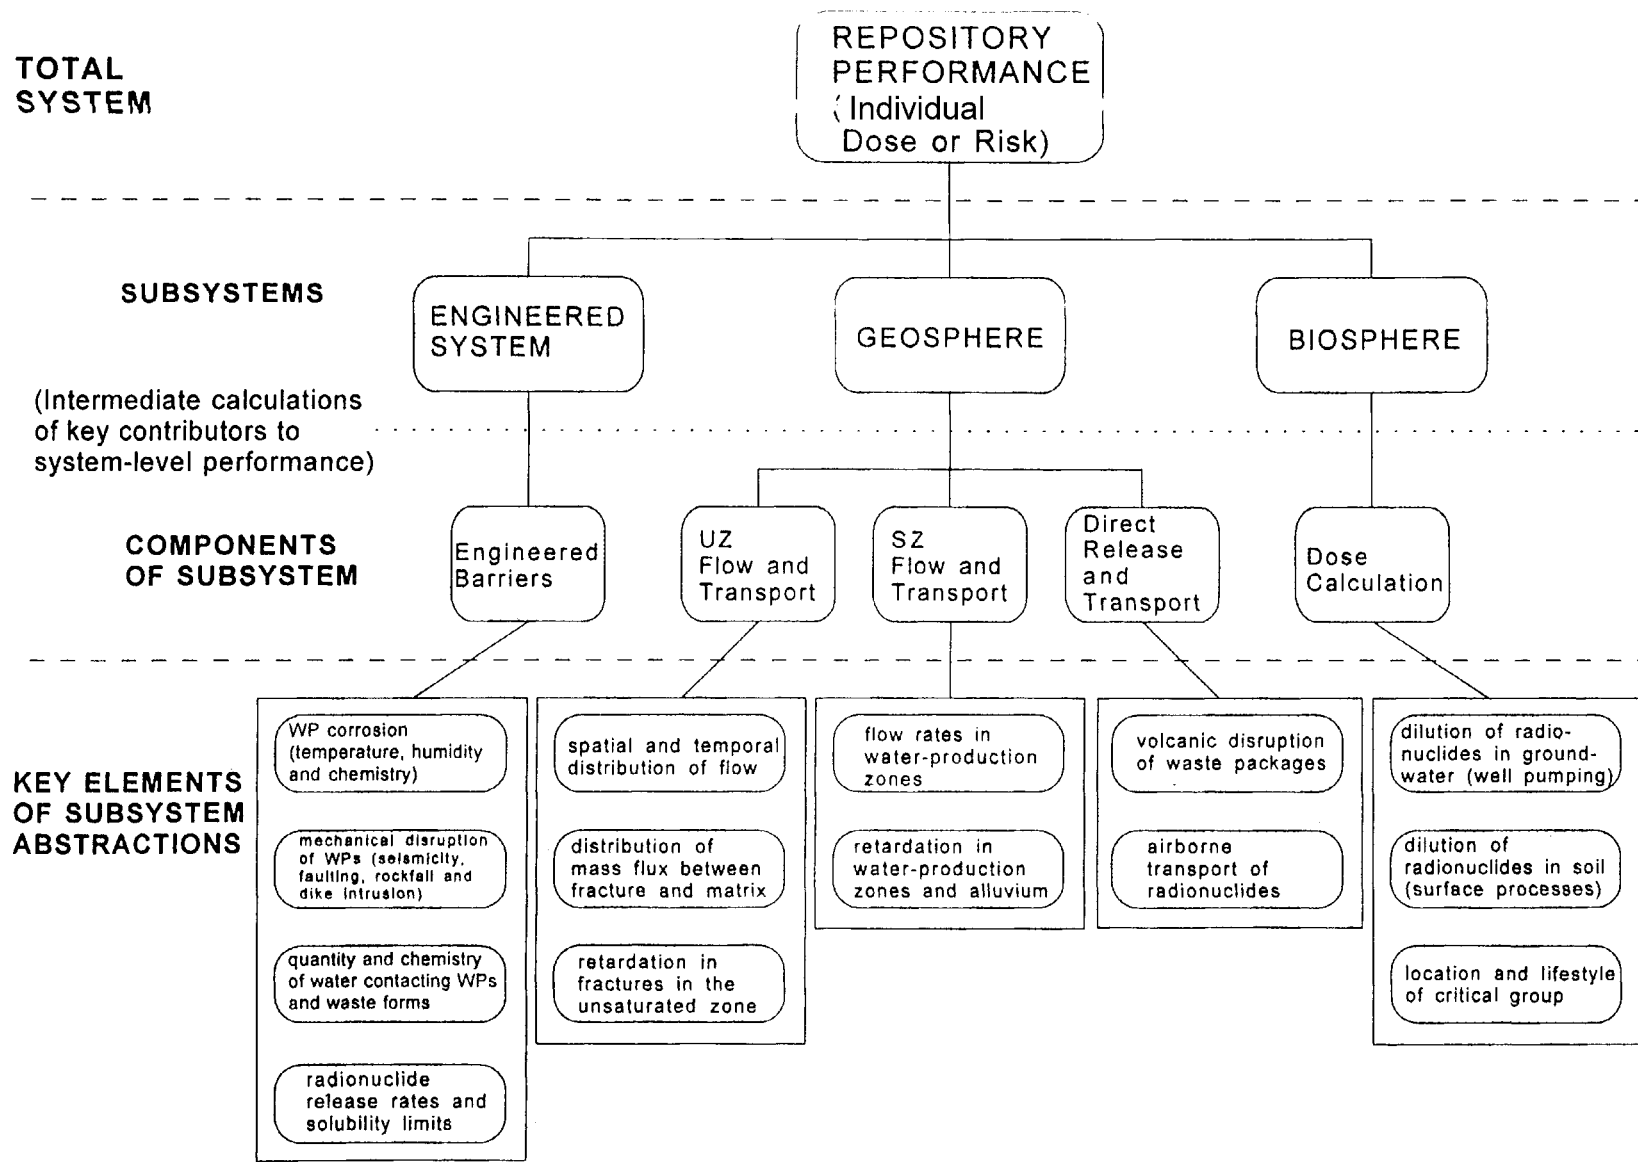 TOTAL
SYSTEM
REPOSITORY
PERFORMANCE
(Individual
Dose or Risk)
SUBSYSTEMS
ENGINEERED
SYSTEM
GEOSPHERE
BIOSPHERE
(Intermediate calculations
of key contributors to
system-level performance)
COMPONENTS
OF SUBSYSTEM
Engineered
Barriers
UZ
Flow and
Transport
SZ
Flow and
Transport
Direct
Release
and
Transport
Dose
Calculation
KEY ELEMENTS
OF SUBSYSTEM
ABSTRACTIONS
WP corrosion
(temperature, humidity
and chemistry)
mechanical disruption
of WPs (seismicity,
faulting, rockfall and
dike intrusion)
quantity and chemistry
of water contacting WPs
and waste forms
radionuclide
release rates and
solubility limits
spatial and temporal
distribution of flow
distribution of
mass flux between
fracture and matrix
retardation in
fractures in the
unsaturated zone
flow rates in
water-production
zones
retardation in
water-production
zones and alluvium
volcanic disruption
of waste packages
airborne
transport of
radionuclides
dilution of radio-
nuclides in ground-
water (well pumping)
dilution of
radionuclides in soil
(surface processes)
location and lifestyle
of critical group